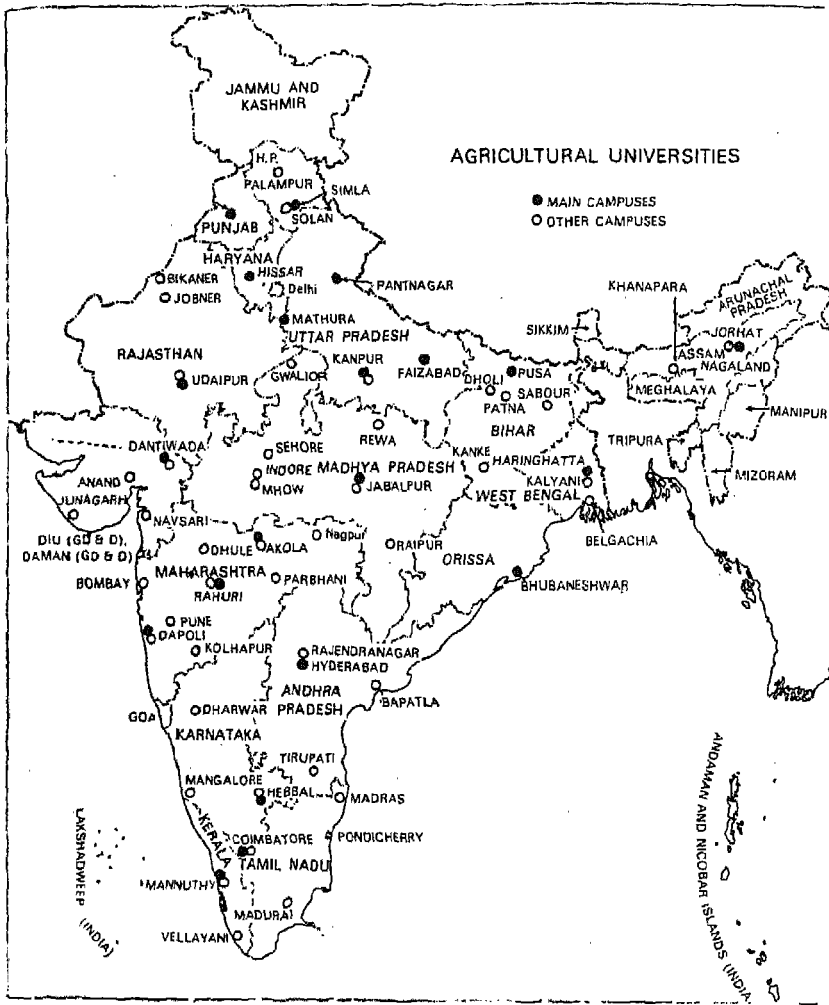 JAMMU AND
KASHMIR
AGRICULTURAL UNIVERSITIES
MAIN CAMPUSES
OTHER CAMPUSES
H.P.
PALAMPUR
SIMLA
SOLAN
PUNJAB
HARYANA
HISSAR
Delhi
PANTNAGAR
BIKANER
JOBNER
MATHURA
UTTAR PRADESH
KHANAPARA
ARUNACHAL
PRADESH
SIKKIM
JORHAT
ASSAM
NAGALAND
MEGHALAYA
MANIPUR
TRIPURA
MIZORAM
RAJASTHAN
UDAIPUR
GWALIOR
KANPUR
FAIZABAD
DHOLI
PUSA
SABOUR
PATNA
BIHAR
REWA
DANTIWADA
SEHORE
INDORE
MHOW
MADHYA PRADESH
JABALPUR
KANKE
HARINGHATTA
KALYANI
WEST BENGAL
BELGACHIA
ANAND
JUNAGARH
NAVSARI
DIU (GD & D),
DAMAN (GD & D)
DHULE
AKOLA
Nagpur
RAIPUR
ORISSA
BHUBANESHWAR
MAHARASHTRA
BOMBAY
RAHURI
PARBHANI
PUNE
DAPOLI
KOLHAPUR
RAJENDRANAGAR
HYDERABAD
ANDHRA
PRADESH
BAPATLA
GOA
DHARWAR
KARNATAKA
TIRUPATI
MANGALORE
HEBBAL
MADRAS
KERALA
COIMBATORE
PONDICHERRY
TAMIL NADU
MANNUTHY
MADURAI
VELLAYANI
LAKSHADWEEP (INDIA)
ANDAMAN AND NICOBAR ISLANDS (INDIA)